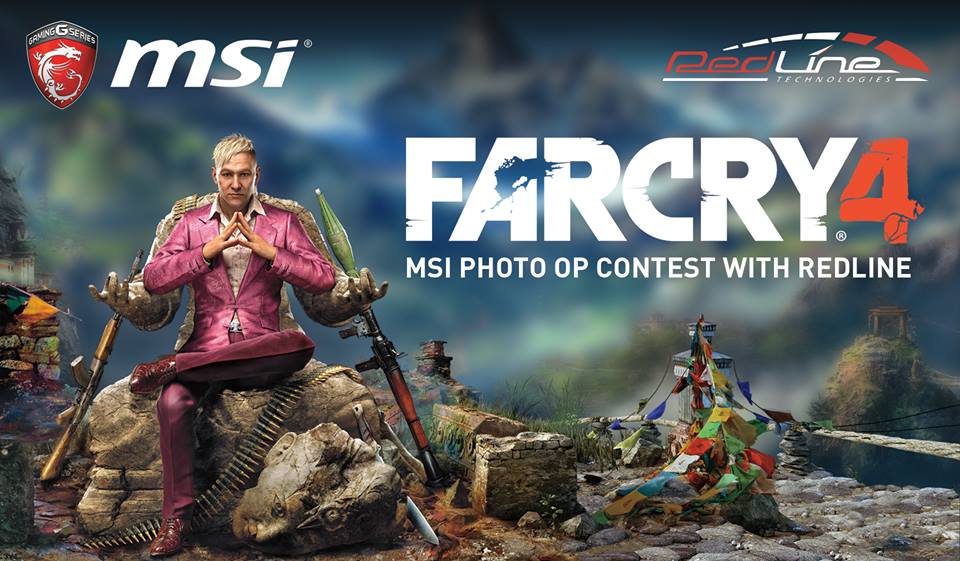 GAMING G SERIES
msi®
RedLine
TECHNOLOGIES
FARCRY4®
MSI PHOTO OP CONTEST WITH REDLINE